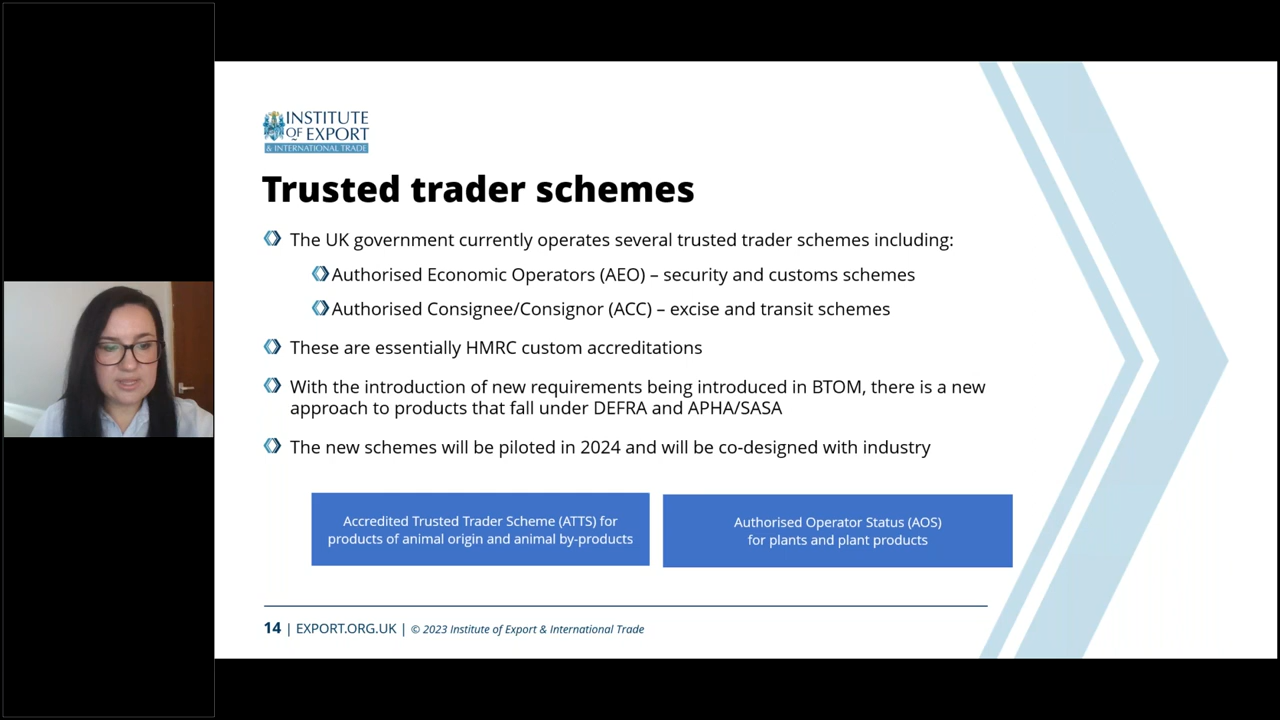 INSTITUTE
OF EXPORT
& INTERNATIONAL TRADE
Trusted trader schemes
The UK government currently operates several trusted trader schemes including:
Authorised Economic Operators (AEO) – security and customs schemes
Authorised Consignee/Consignor (ACC) – excise and transit schemes
These are essentially HMRC custom accreditations
With the introduction of new requirements being introduced in BTOM, there is a new
approach to products that fall under DEFRA and APHA/SASA
The new schemes will be piloted in 2024 and will be co-designed with industry
Accredited Trusted Trader Scheme (ATTS) for
products of animal origin and animal by-products
Authorised Operator Status (AOS)
for plants and plant products
14 | EXPORT.ORG.UK | © 2023 Institute of Export & International Trade